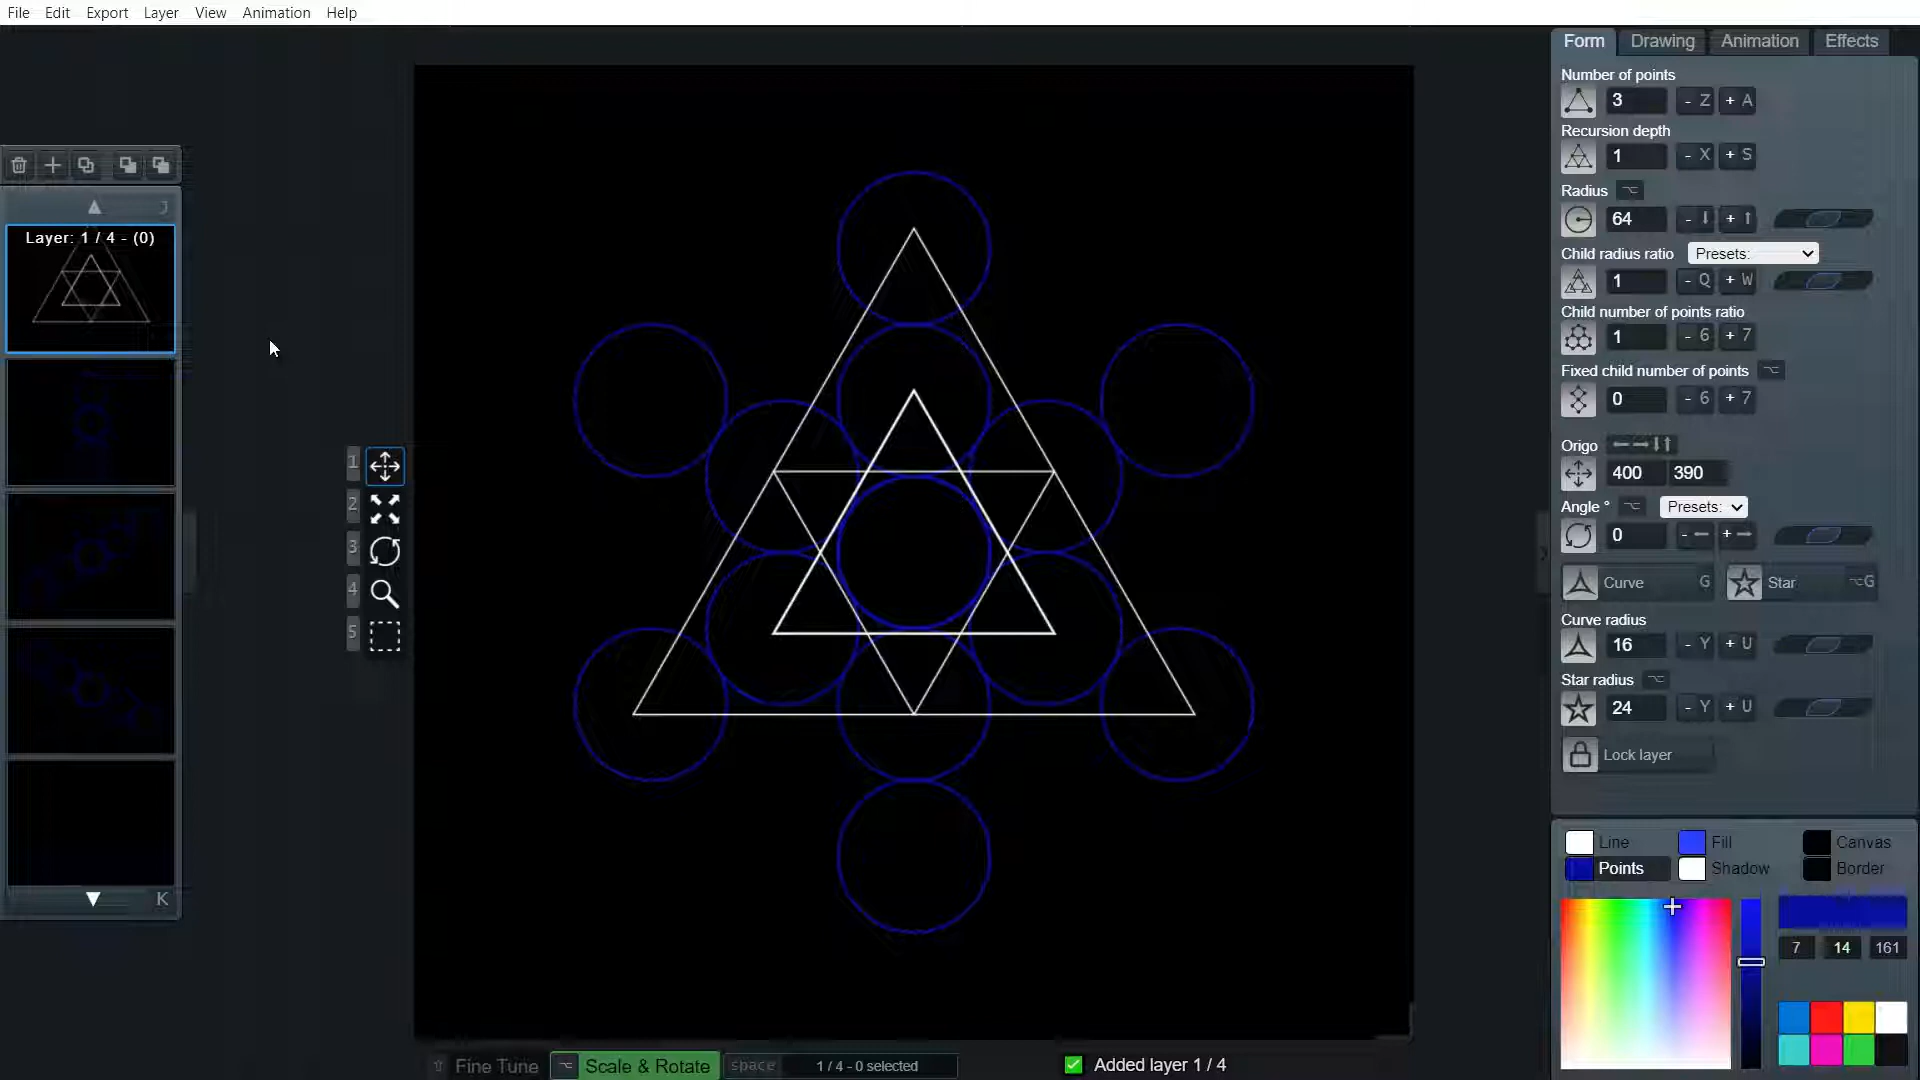 File Edit Export Layer View Animation Help
Form Drawing Animation Effects
Number of points
3 - Z + A
Recursion depth
1 - X + S
Radius
64 - +
Child radius ratio Presets:
1 - Q + W
Child number of points ratio
1 - 6 + 7
Fixed child number of points
0 - 6 + 7
Origo
400 390
Angle ° Presets:
0 - +
Curve G Star G
Curve radius
16 - Y + U
Star radius
24 - Y + U
Lock layer
Line Fill Canvas
Points Shadow Border
7 14 161
J
Layer: 1 / 4 - (0)
K
1
2
3
4
5
Fine Tune Scale & Rotate space 1 / 4 - 0 selected Added layer 1 / 4